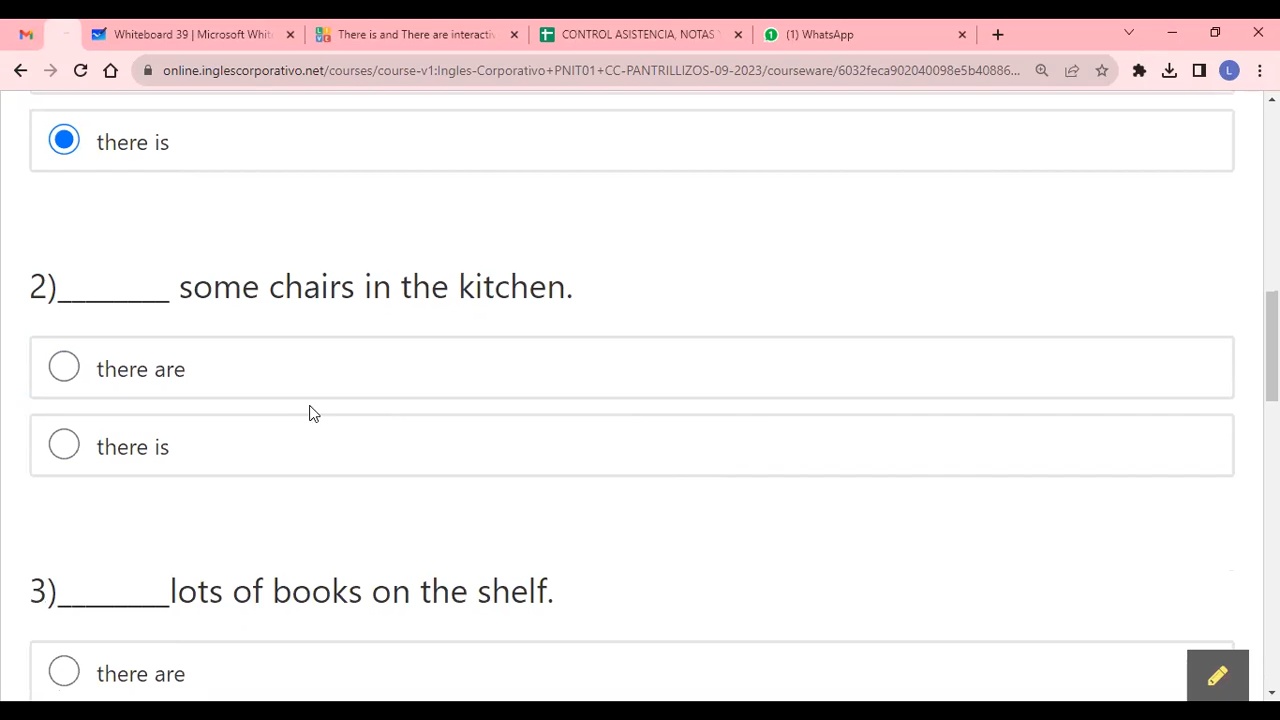 Whiteboard 39 | Microsoft Whit
There is and There are interacti
CONTROL ASISTENCIA, NOTAS
(1) WhatsApp
online.inglescorporativo.net/courses/course-v1:Ingles-Corporativo+PNIT01+CC-PANTRILLIZOS-09-2023/courseware/6032feca902040098e5b40886...
L
there is
2)_______ some chairs in the kitchen.
there are
there is
3)_______lots of books on the shelf.
there are